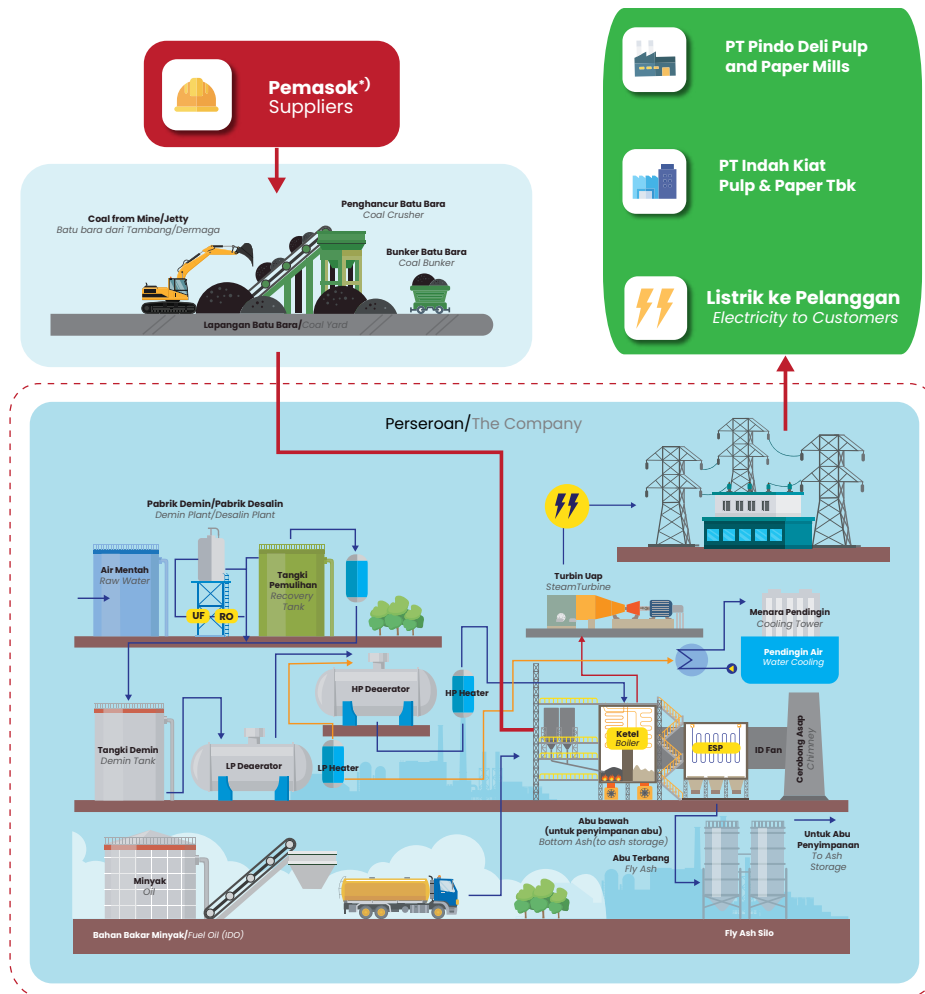 Pemasok*)
Suppliers
PT Pindo Deli Pulp
and Paper Mills
PT Indah Kiat
Pulp & Paper Tbk
Listrik ke Pelanggan
Electricity to Customers
Coal from Mine/Jetty
Batu bara dari Tambang/Dermaga
Penghancur Batu Bara
Coal Crusher
Bunker Batu Bara
Coal Bunker
Lapangan Batu Bara/Coal Yard
Perseroan/The Company
Pabrik Demin/Pabrik Desalin
Demin Plant/Desalin Plant
Air Mentah
Raw Water
UF
RO
Tangki
Pemulihan
Recovery
Tank
Turbin Uap
SteamTurbine
Menara Pendingin
Cooling Tower
Pendingin Air
Water Cooling
HP Deaerator
HP Heater
Tangki Demin
Demin Tank
LP Deaerator
LP Heater
Ketel
Boiler
ESP
ID Fan
Cerobong Asap
Chimney
Abu bawah
(untuk penyimpanan abu)
Bottom Ash(to ash storage)
Abu Terbang
Fly Ash
Untuk Abu
Penyimpanan
To Ash
Storage
Minyak
Oil
Bahan Bakar Minyak/Fuel Oil (IDO)
Fly Ash Silo